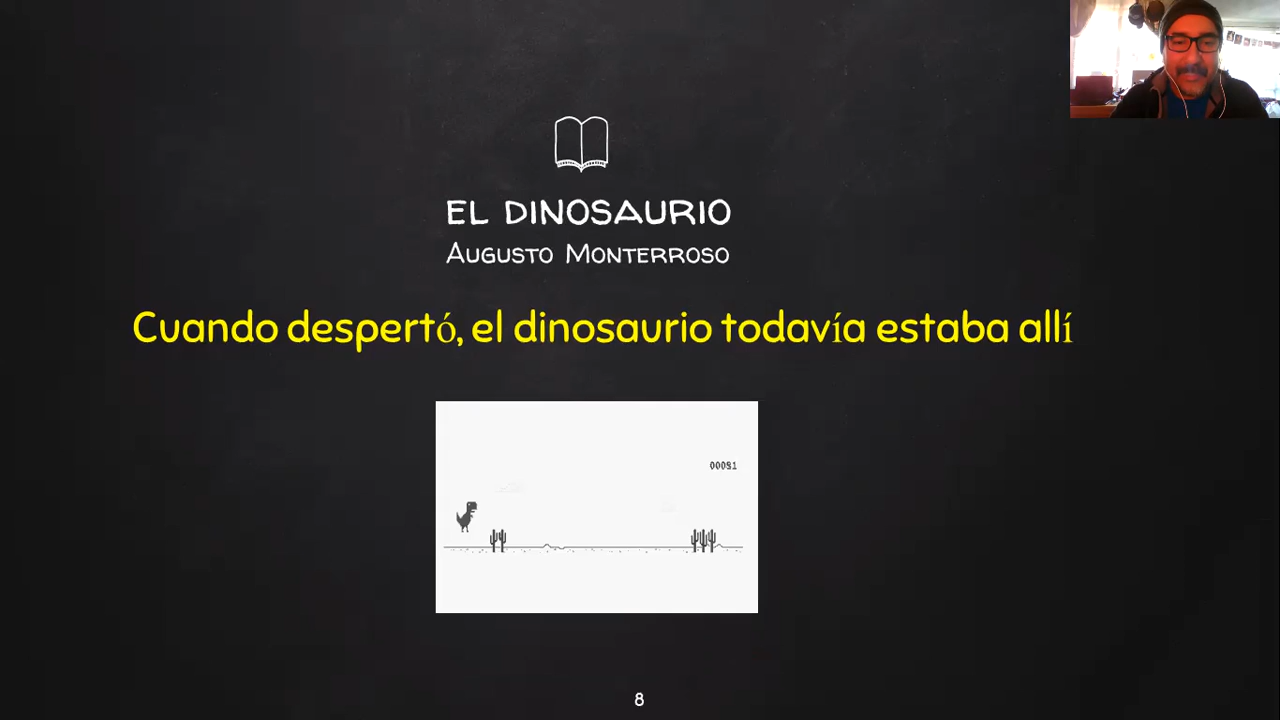 EL DINOSAURIO
AUGUSTO MONTERROSO
Cuando despertó, el dinosaurio todavía estaba allí
00081
8